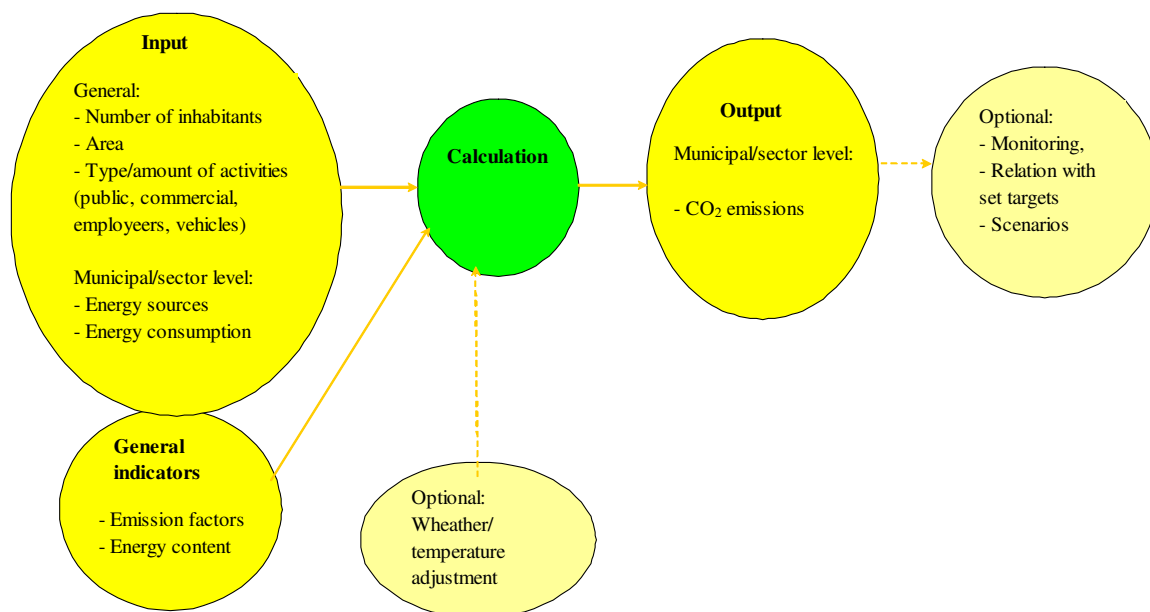 Input
General:
- Number of inhabitants
- Area
- Type/amount of activities
(public, commercial,
employeers, vehicles)
Municipal/sector level:
- Energy sources
- Energy consumption
General
indicators
- Emission factors
- Energy content
Calculation
Optional:
Wheather/
temperature
adjustment
Output
Municipal/sector level:
- CO₂ emissions
Optional:
- Monitoring,
- Relation with
set targets
- Scenarios